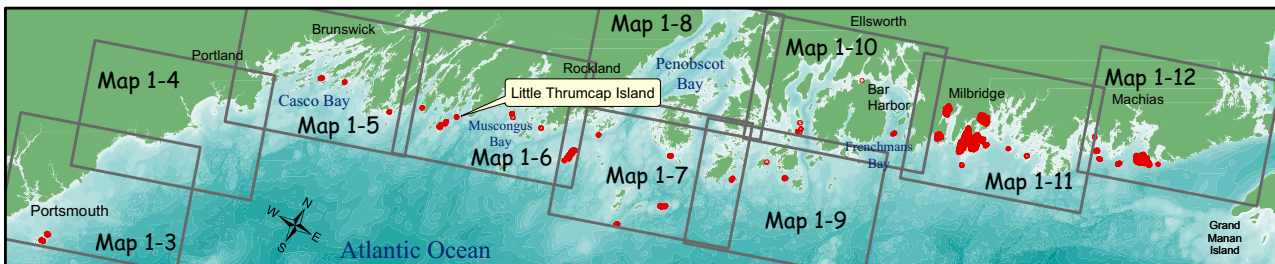 Map 1-8
Ellsworth
Brunswick
Map 1-10
Portland
Map 1-4
Rockland
Penobscot
Bay
Map 1-12
Bar
Harbor
Milbridge
Machias
Little Thrumcap Island
Casco Bay
Map 1-5
Muscongus
Bay
Map 1-6
Frenchmans
Bay
Map 1-7
Map 1-11
Portsmouth
Map 1-3
N
W
E
S
Map 1-9
Atlantic Ocean
Grand
Manan
Island